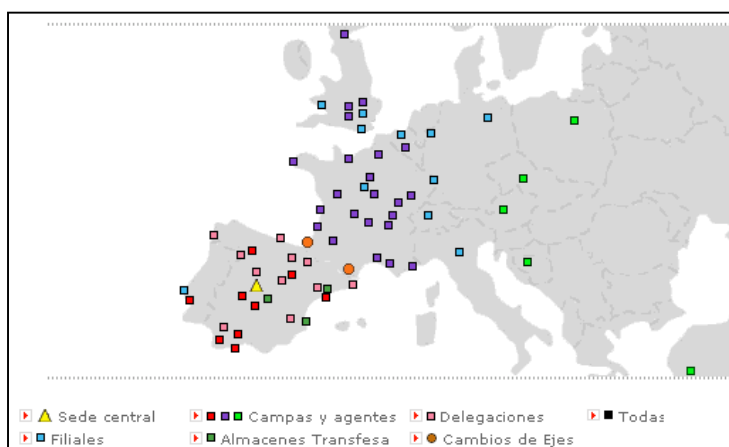 Sede central Campas y agentes Delegaciones Todas
Filiales Almacenes Transfesa Cambios de Ejes